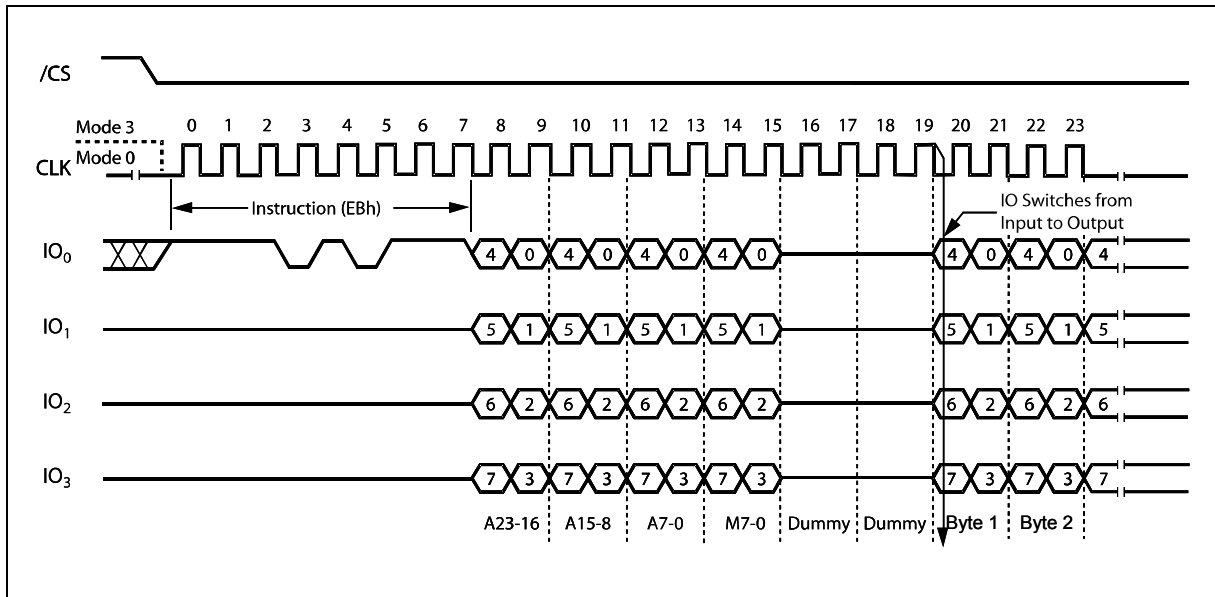 /CS
Mode 3
0 1 2 3 4 5 6 7 8 9 10 11 12 13 14 15 16 17 18 19 20 21 22 23
Mode 0
CLK
Instruction (EBh)
IO Switches from
Input to Output
IO0 4 0 4 0 4 0 4 0 4 0 4 0 4
IO1 5 1 5 1 5 1 5 1 5 1 5 1 5
IO2 6 2 6 2 6 2 6 2 6 2 6 2 6
IO3 7 3 7 3 7 3 7 3 7 3 7 3 7
A23-16 A15-8 A7-0 M7-0 Dummy Dummy Byte 1 Byte 2